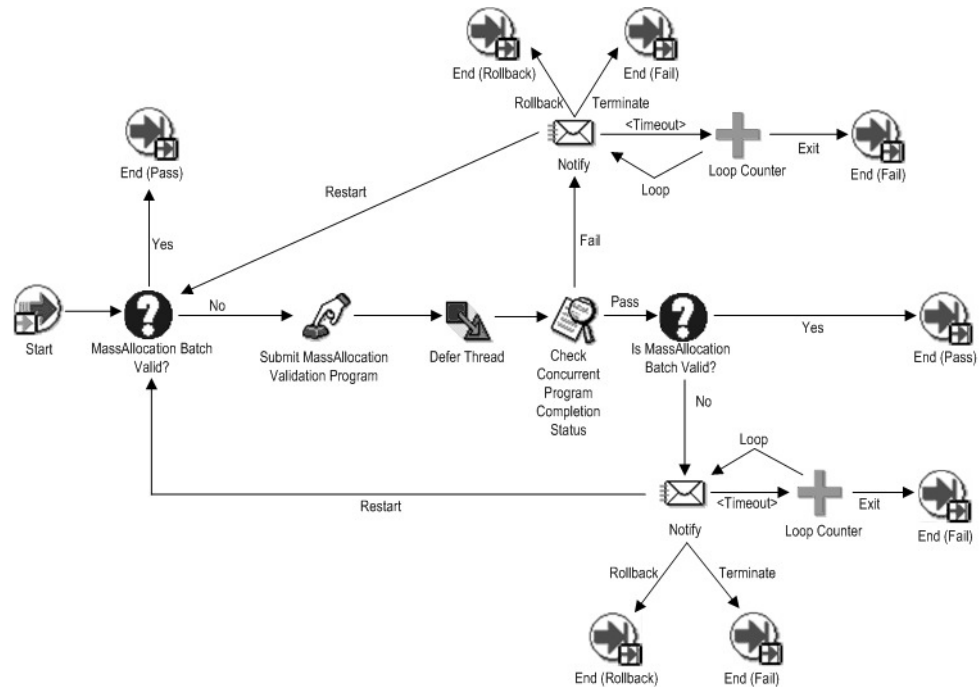 End (Rollback)
End (Fail)
Rollback
Terminate
<Timeout>
Notify
Loop
Loop Counter
Exit
End (Fail)
End (Pass)
Restart
Yes
Fail
Start
MassAllocation Batch
Valid?
No
Submit MassAllocation
Validation Program
Defer Thread
Check
Concurrent
Program
Completion
Status
Pass
Is MassAllocation
Batch Valid?
Yes
End (Pass)
No
Loop
Restart
Notify
<Timeout>
Loop Counter
Exit
End (Fail)
Rollback
Terminate
End (Rollback)
End (Fail)